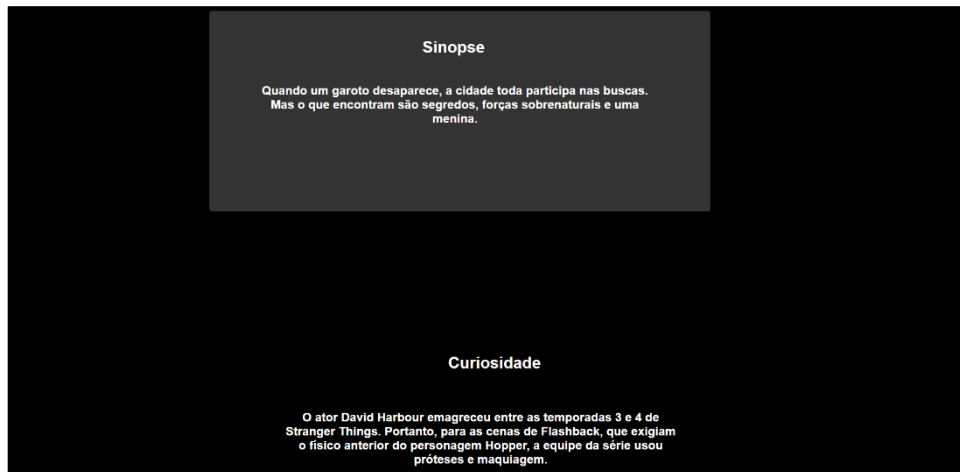 Sinopse
Quando um garoto desaparece, a cidade toda participa nas buscas.
Mas o que encontram são segredos, forças sobrenaturais e uma
menina.
Curiosidade
O ator David Harbour emagreceu entre as temporadas 3 e 4 de
Stranger Things. Portanto, para as cenas de Flashback, que exigiam
o físico anterior do personagem Hopper, a equipe da série usou
próteses e maquiagem.